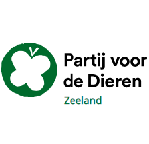 Partij voor
de Dieren
Zeeland